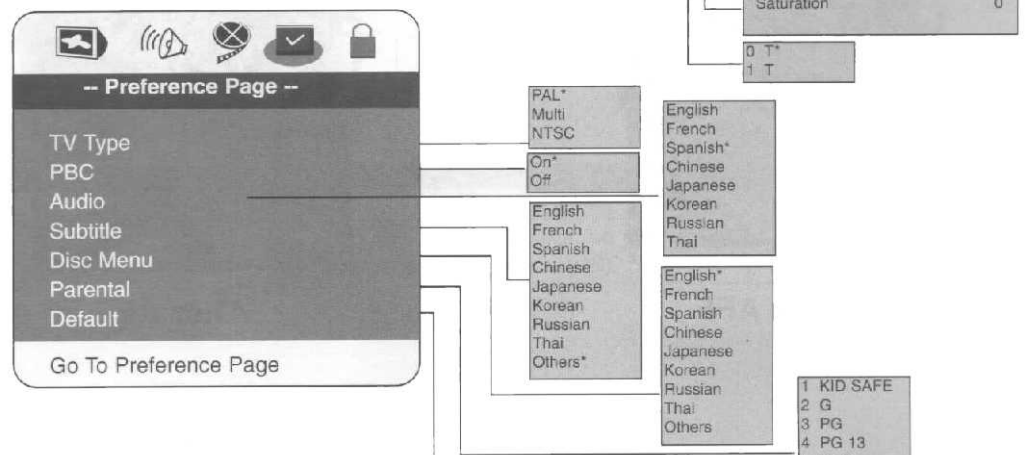 Saturation 0
0 T*
1 T
-- Preference Page --
TV Type
PBC
Audio
Subtitle
Disc Menu
Parental
Default
Go To Preference Page
PAL*
Multi
NTSC
On*
Off
English
French
Spanish*
Chinese
Japanese
Korean
Russian
Thai
English
French
Spanish
Chinese
Japanese
Korean
Russian
Thai
Others*
English*
French
Spanish
Chinese
Japanese
Korean
Russian
Thai
Others
1 KID SAFE
2 G
3 PG
4 PG 13